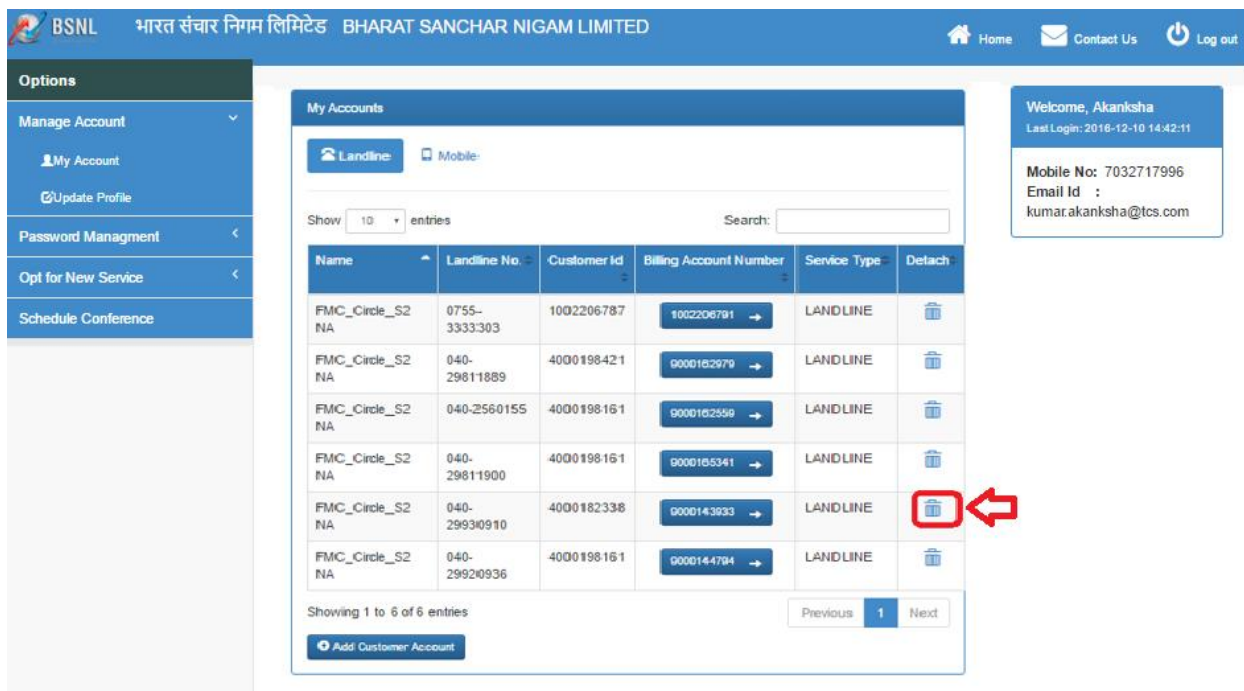 BSNL भारत संचार निगम लिमिटेड BHARAT SANCHAR NIGAM LIMITED Home Contact Us Log out
Options
Manage Account
My Account
Update Profile
Password Managment
Opt for New Service
Schedule Conference
My Accounts
Landline Mobile
Show 10 entries Search:
Name Landline No. Customer Id Billing Account Number Service Type Detach
FMC_Circle_S2 0755- 1002206787 1002206791 LANDLINE
NA 3333303
FMC_Circle_S2 040- 4000198421 9000162979 LANDLINE
NA 29811889
FMC_Circle_S2 040-2560155 4000198161 9000162559 LANDLINE
NA
FMC_Circle_S2 040- 4000198161 9000165341 LANDLINE
NA 29811900
FMC_Circle_S2 040- 4000182338 9000143933 LANDLINE
NA 29930910
FMC_Circle_S2 040- 4000198161 9000144794 LANDLINE
NA 29920936
Showing 1 to 6 of 6 entries Previous 1 Next
Add Customer Account
Welcome, Akanksha
Last Login: 2016-12-10 14:42:11
Mobile No: 7032717996
Email Id :
kumar.akanksha@tcs.com